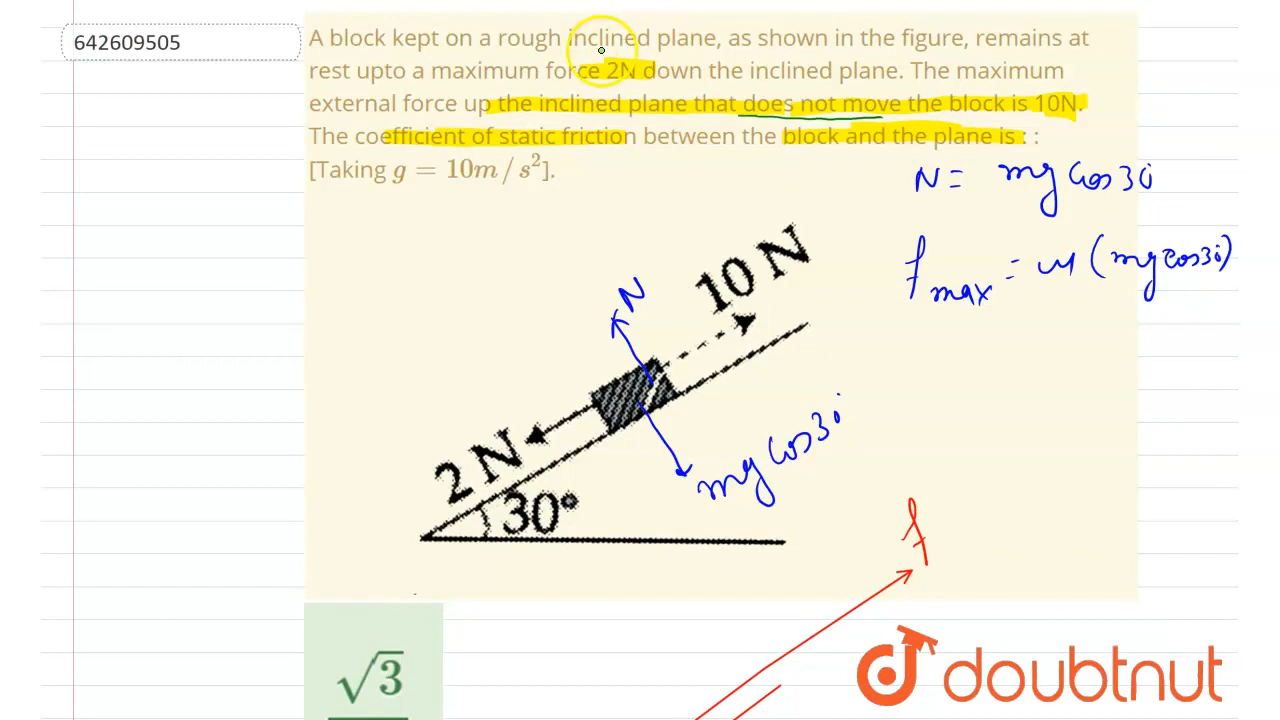 642609505
A block kept on a rough inclined plane, as shown in the figure, remains at
rest upto a maximum force 2N down the inclined plane. The maximum
external force up the inclined plane that does not move the block is 10N.
The coefficient of static friction between the block and the plane is : :
[Taking g = 10m/s²].
N = mg cos 30
f max = μ (mg cos 30)
10 N
N
2 N
30°
mg cos 30
f
√3
doubtnut